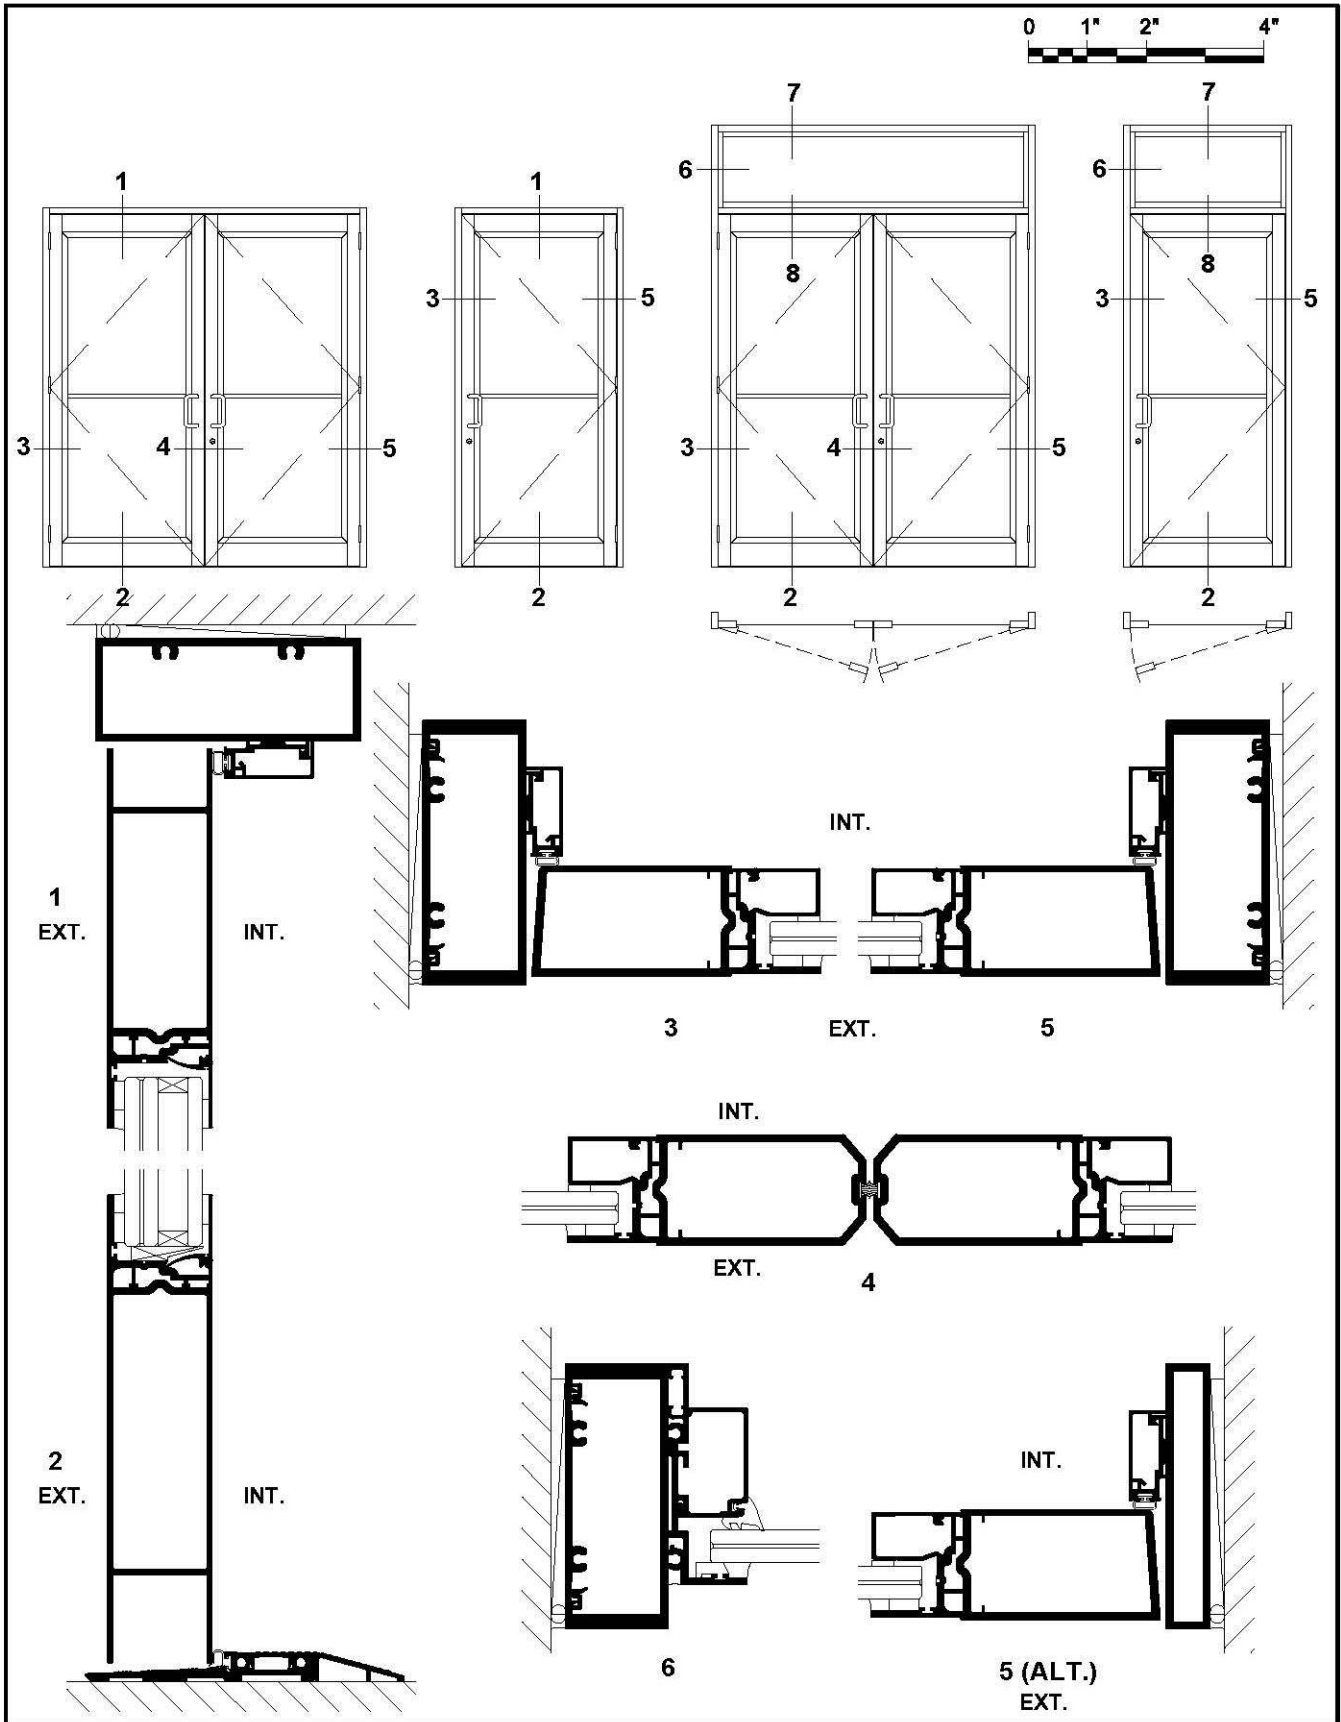 0 1" 2" 4"
7 7
6 6
1 1
8 8
3 5 3 5
3 4 5 3 4 5
2 2 2 2
INT.
1
EXT. INT.
3 EXT. 5
INT.
EXT. 4
2
EXT. INT.
INT.
6 5 (ALT.)
EXT.